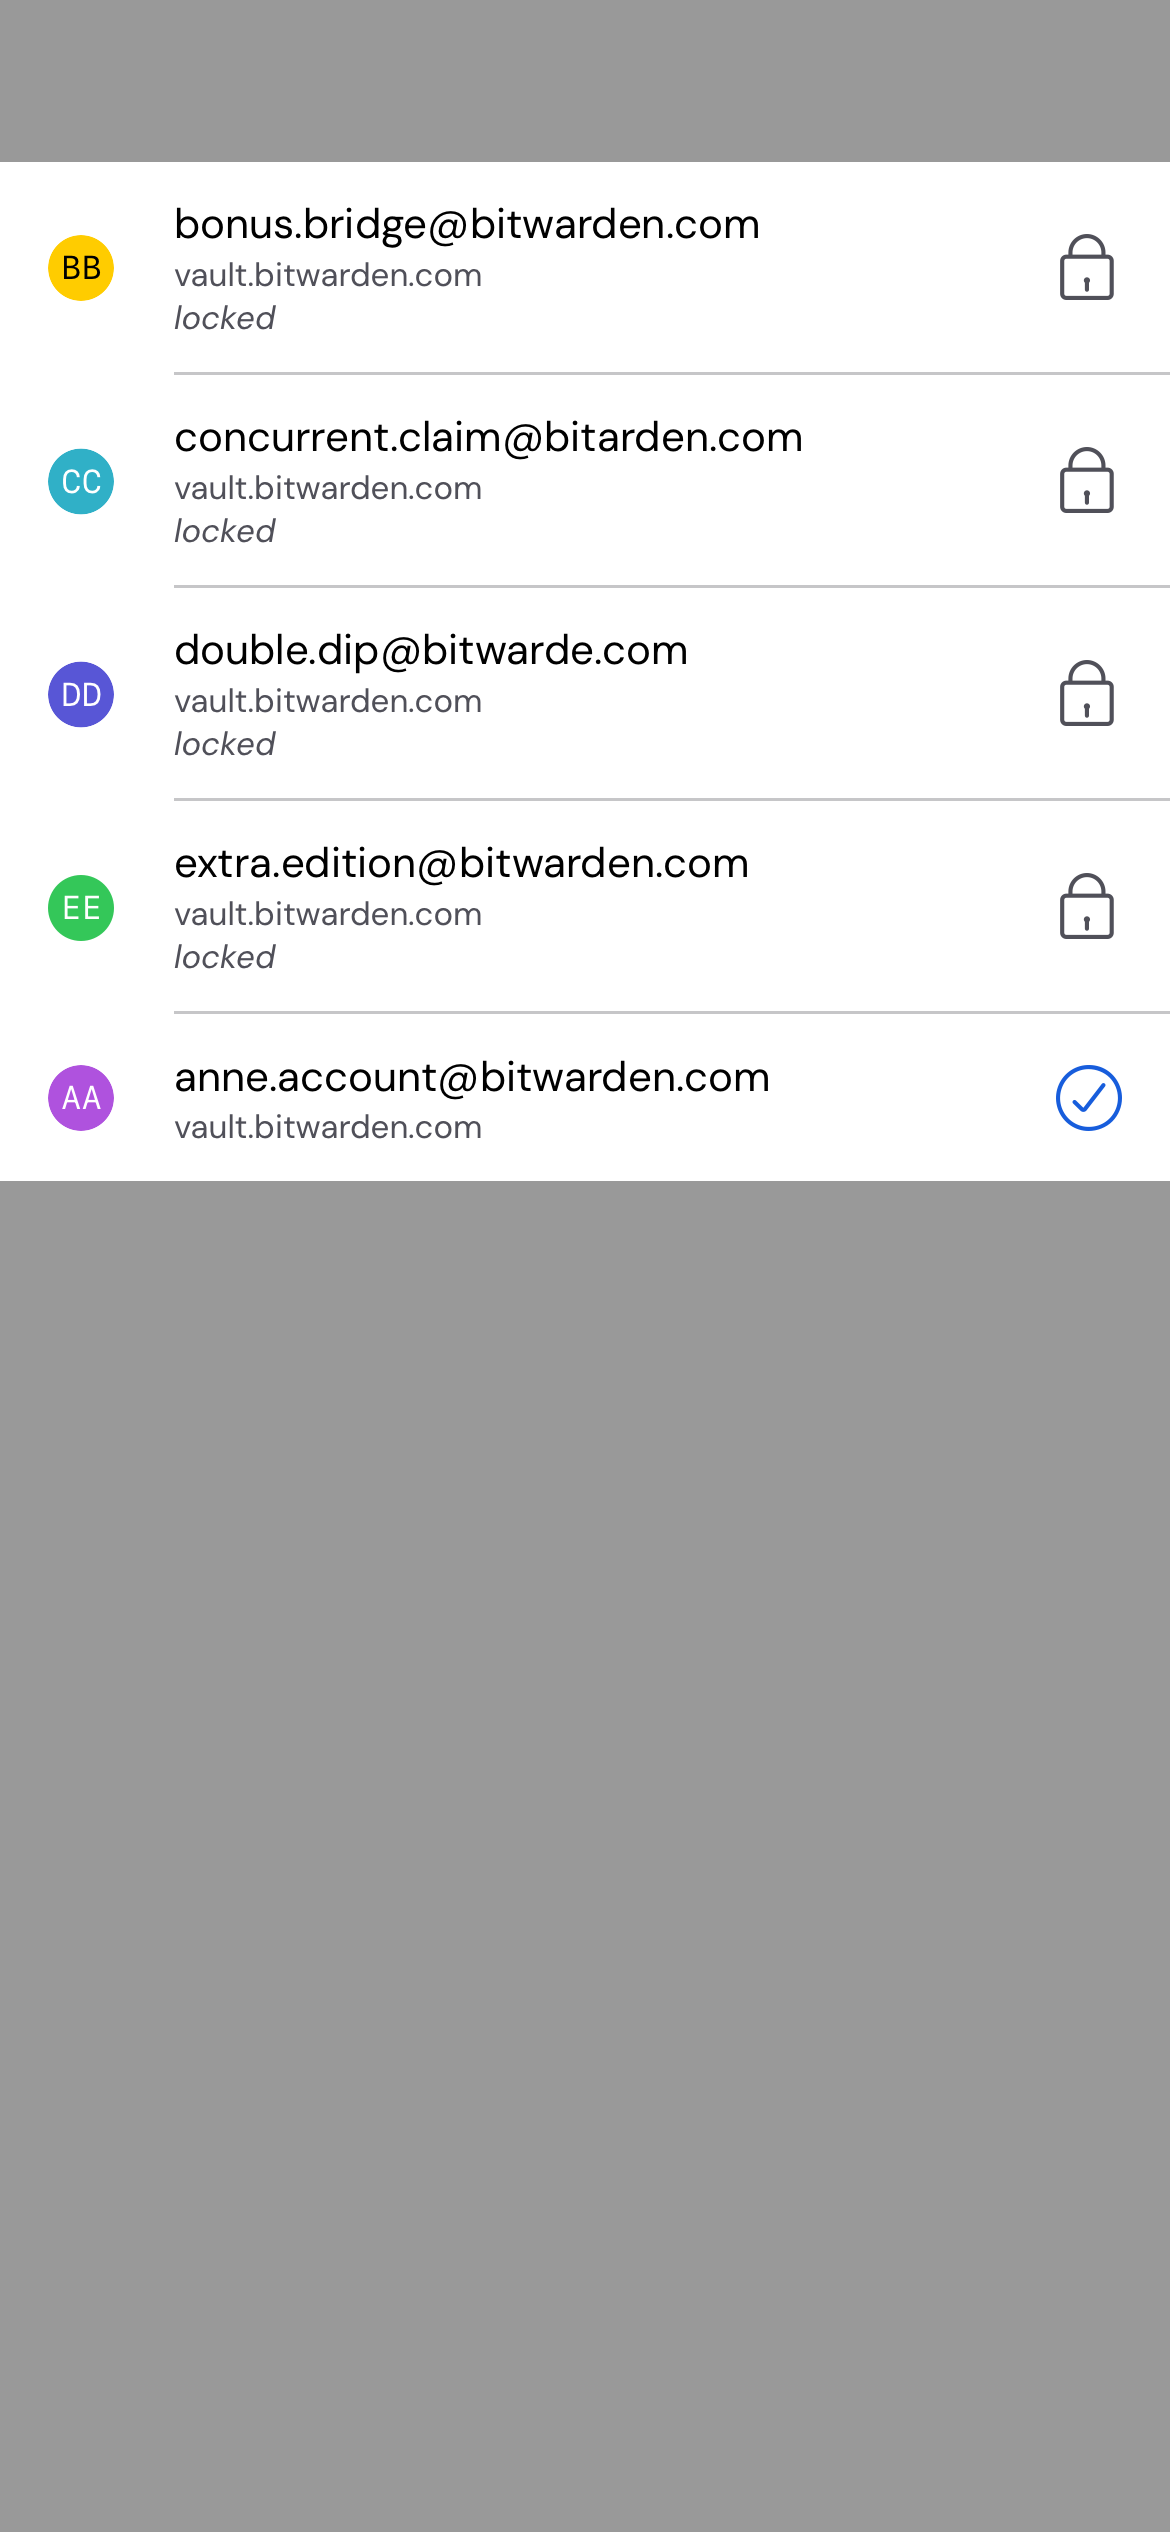 BB
bonus.bridge@bitwarden.com
vault.bitwarden.com
locked
CC
concurrent.claim@bitarden.com
vault.bitwarden.com
locked
DD
double.dip@bitwarde.com
vault.bitwarden.com
locked
EE
extra.edition@bitwarden.com
vault.bitwarden.com
locked
AA
anne.account@bitwarden.com
vault.bitwarden.com